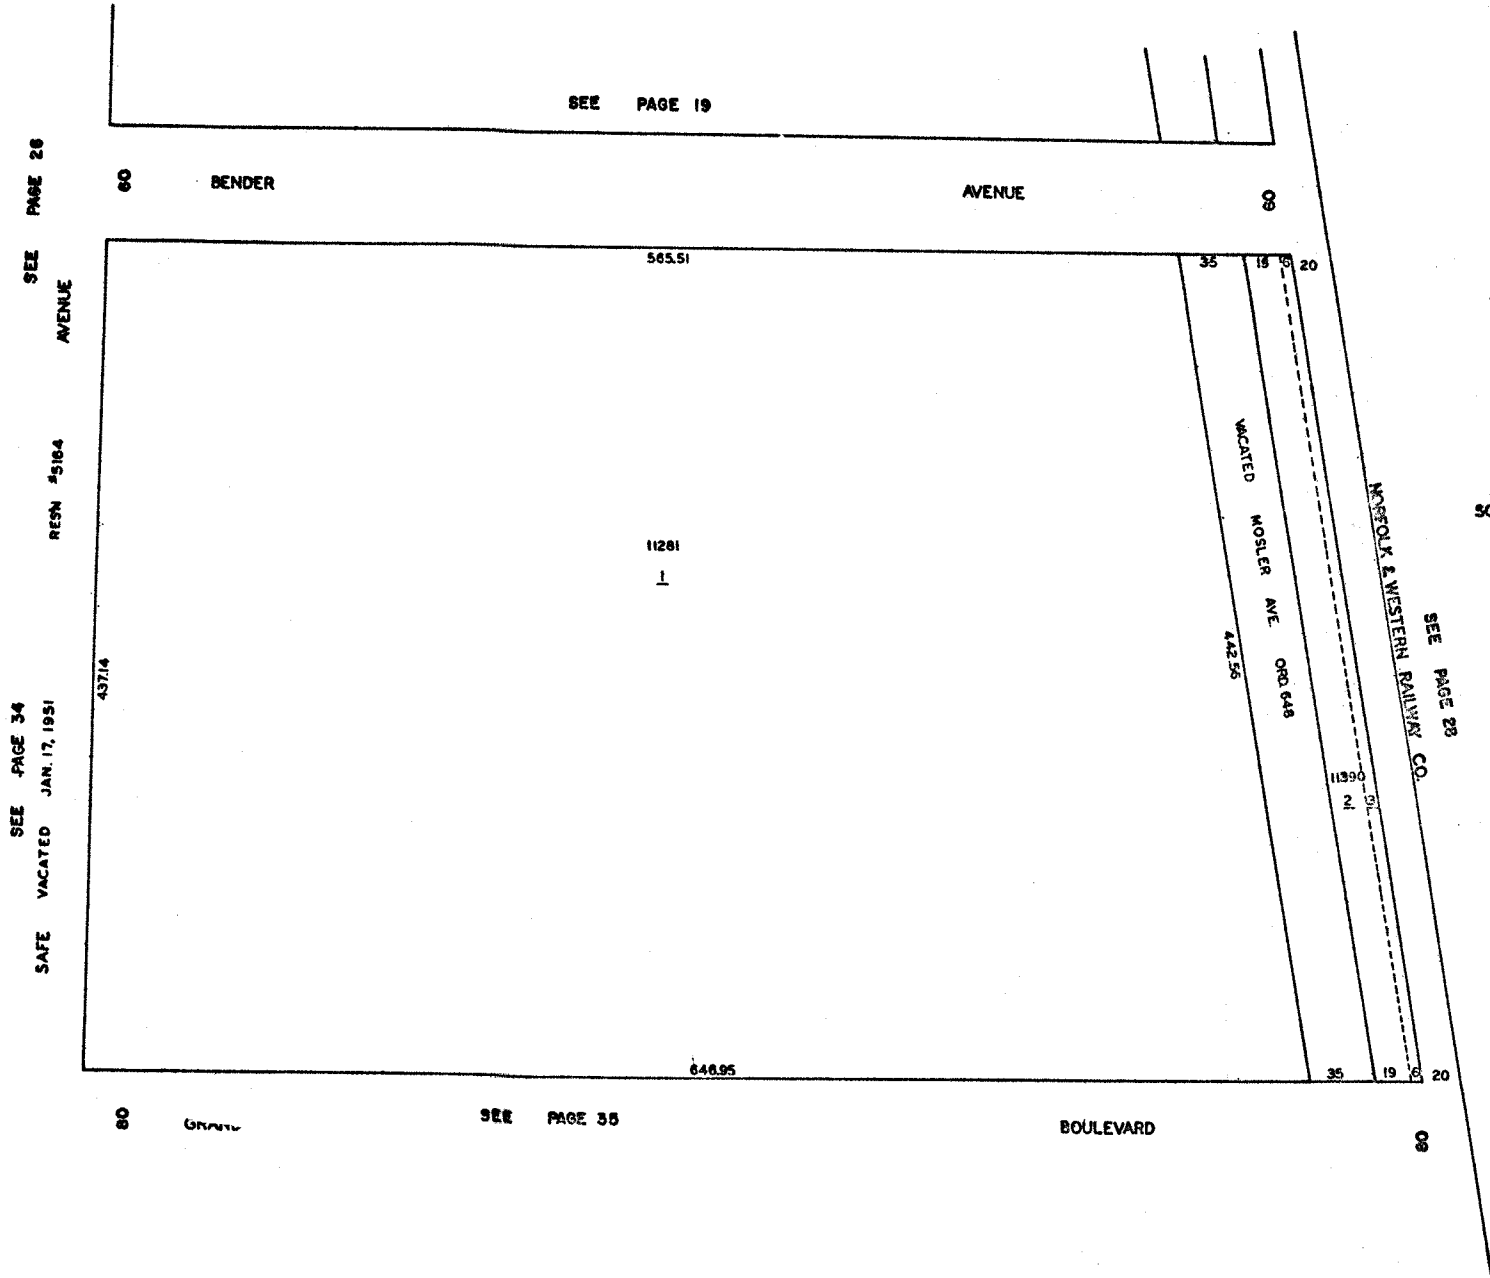 SEE PAGE 19
SEE PAGE 26
60
BENDER AVENUE
60
565.51
35
19
6
20
SAFE VACATED JAN. 17, 1951 RES'N #5164 AVENUE
SEE PAGE 34
437.14
11281
1
VACATED MOSLER AVE. ORD. 648
442.56
NORFOLK & WESTERN RAILWAY CO.
SEE PAGE 28
11390
2
3
646.95
35
19
6
20
80
SEE PAGE 35
BOULEVARD
80